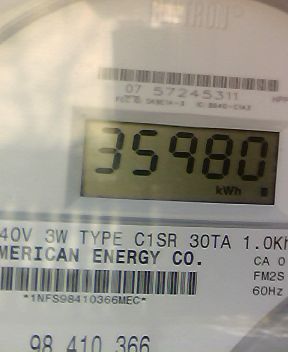 07 57245311
35980
kWh
40V 3W TYPE C1SR 30TA 1.0Kh
MERICAN ENERGY CO.
CA 0
FM2S
60Hz
*1NFS98410366MEC*
98 410 366